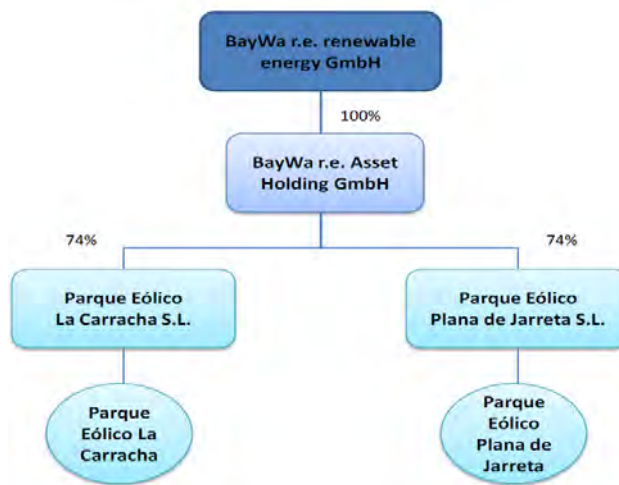 BayWa r.e. renewable
energy GmbH
100%
BayWa r.e. Asset
Holding GmbH
74%
74%
Parque Eólico
La Carracha S.L.
Parque Eólico
Plana de Jarreta S.L.
Parque
Eólico La
Carracha
Parque
Eólico
Plana de
Jarreta